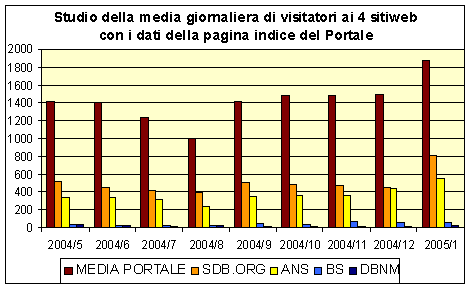 Studio della media giornaliera di visitatori ai 4 sitiweb
con i dati della pagina indice del Portale
2000
1800
1600
1400
1200
1000
800
600
400
200
0
2004/5 2004/6 2004/7 2004/8 2004/9 2004/10 2004/11 2004/12 2005/1
MEDIA PORTALE SDB.ORG ANS BS DBNM